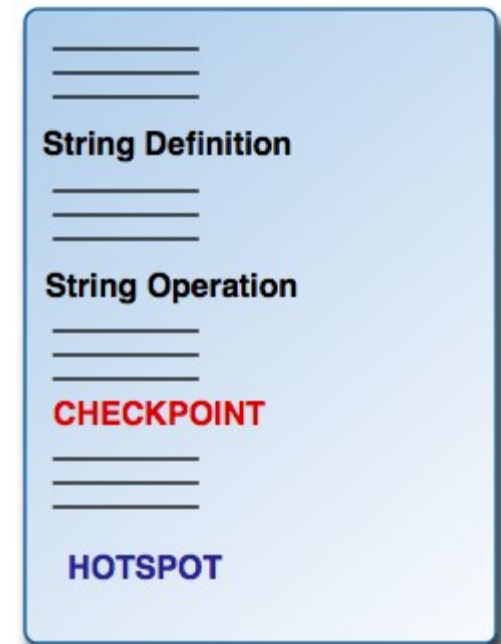 String Definition
String Operation
CHECKPOINT
HOTSPOT